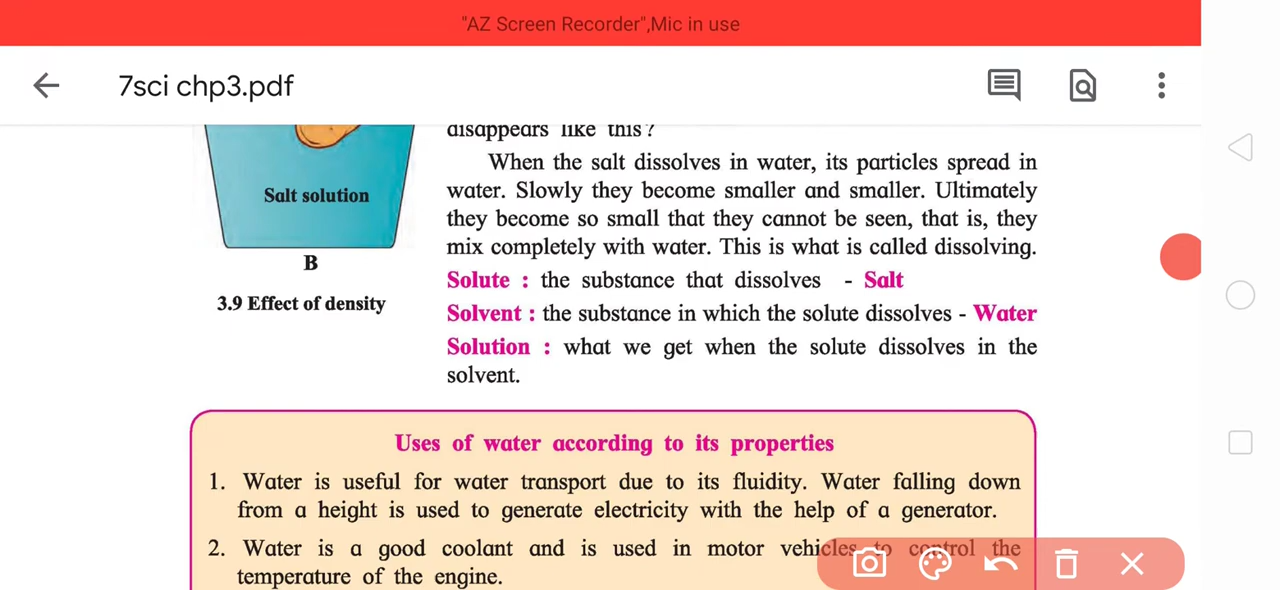 "AZ Screen Recorder",Mic in use
7sci chp3.pdf
disappears like this?
When the salt dissolves in water, its particles spread in
water. Slowly they become smaller and smaller. Ultimately
they become so small that they cannot be seen, that is, they
mix completely with water. This is what is called dissolving.
Solute : the substance that dissolves - Salt
Solvent : the substance in which the solute dissolves - Water
Solution : what we get when the solute dissolves in the
solvent.
Salt solution
B
3.9 Effect of density
Uses of water according to its properties
1. Water is useful for water transport due to its fluidity. Water falling down
from a height is used to generate electricity with the help of a generator.
2. Water is a good coolant and is used in motor vehicles to control the
temperature of the engine.